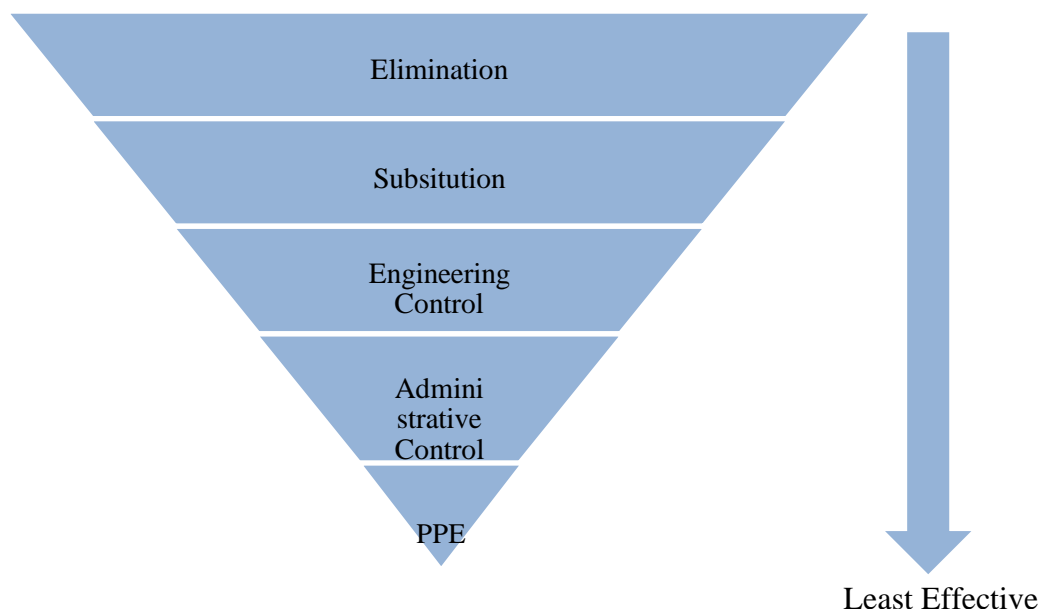 Elimination
Subsitution
Engineering
Control
Admini
strative
Control
PPE
Least Effective